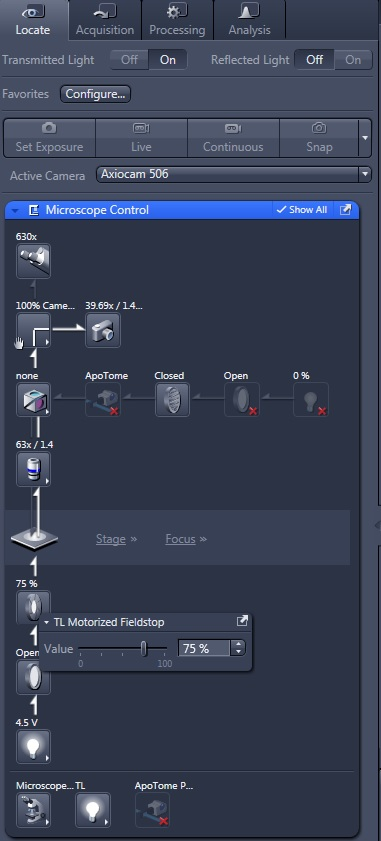 Locate Acquisition Processing Analysis
Transmitted Light Off On Reflected Light Off On
Favorites Configure...
Set Exposure Live Continuous Snap
Active Camera Axiocam 506
Microscope Control Show All
630x
100% Came... 39.69x / 1.4...
none ApoTome Closed Open 0 %
63x / 1.4
Stage » Focus »
75 %
TL Motorized Fieldstop
Value 75 %
0 100
Open
4.5 V
Microscope... TL ApoTome P...